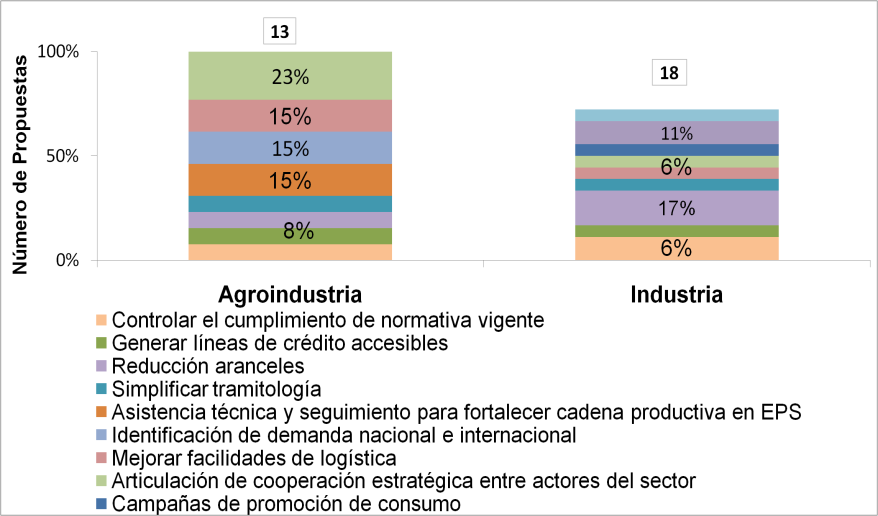 13
18
100%
50%
0%
Número de Propuestas
23%
15%
15%
15%
8%
11%
6%
17%
6%
Agroindustria
Industria
Controlar el cumplimiento de normativa vigente
Generar líneas de crédito accesibles
Reducción aranceles
Simplificar tramitología
Asistencia técnica y seguimiento para fortalecer cadena productiva en EPS
Identificación de demanda nacional e internacional
Mejorar facilidades de logística
Articulación de cooperación estratégica entre actores del sector
Campañas de promoción de consumo